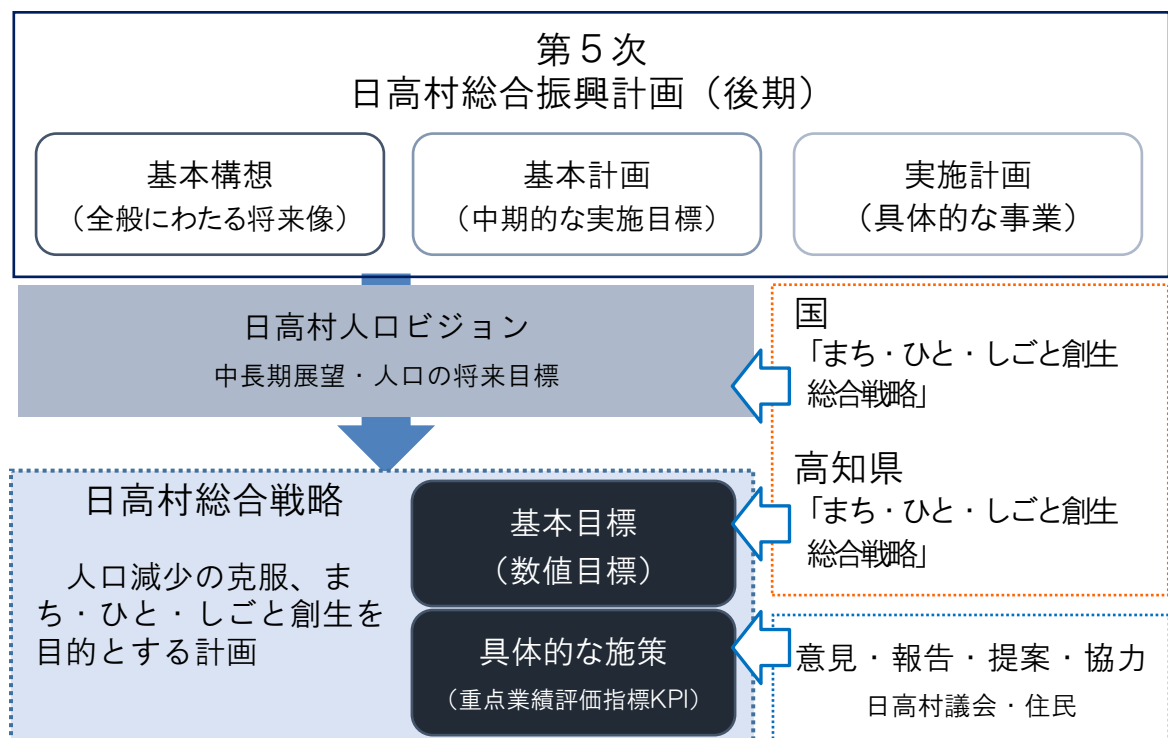 第５次
日高村総合振興計画（後期）
基本構想
（全般にわたる将来像）
基本計画
（中期的な実施目標）
実施計画
（具体的な事業）
日高村人口ビジョン
中長期展望・人口の将来目標
国
「まち・ひと・しごと創生
総合戦略」
高知県
「まち・ひと・しごと創生
総合戦略」
日高村総合戦略
人口減少の克服、ま
ち・ひと・しごと創生を
目的とする計画
基本目標
（数値目標）
具体的な施策
（重点業績評価指標KPI）
意見・報告・提案・協力
日高村議会・住民